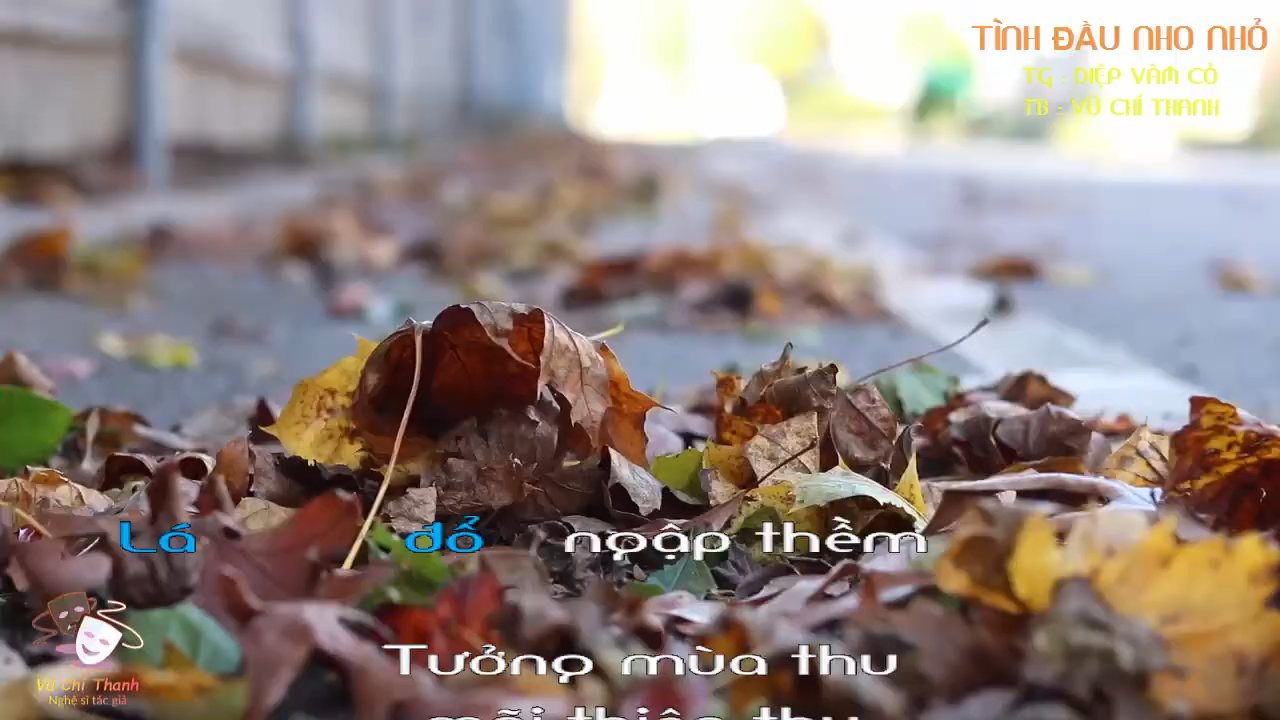 TÌNH ĐẦU NHO NHỎ
TG : DIỆP VÀM CỎ
TB : VŨ CHÍ THANH
Lá đổ ngập thềm
Tưởng mùa thu
Vũ Chí Thanh
Nghệ sĩ tác giả